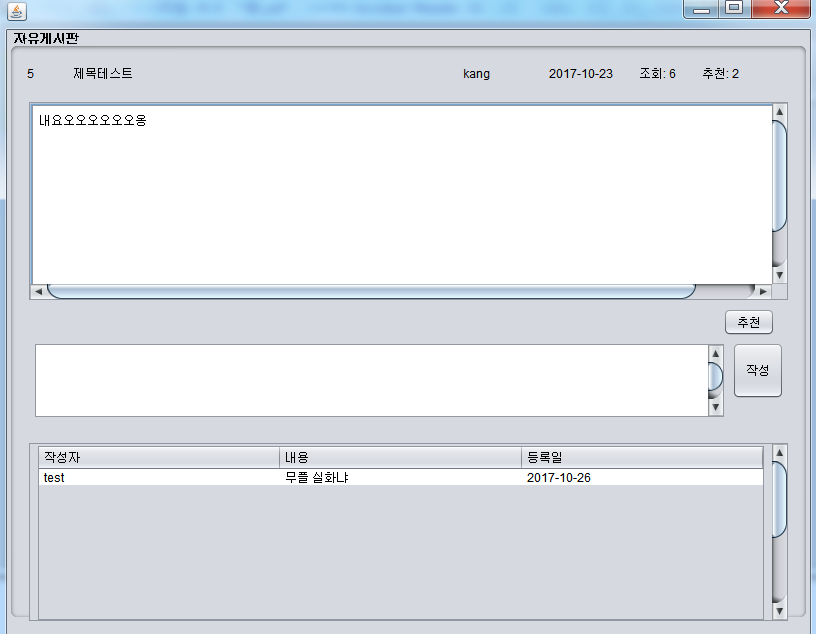 자유게시판
5 제목테스트 kang 2017-10-23 조회: 6 추천: 2
내요오오오오오오옹
추천
작성
작성자 내용 등록일
test 무플 실화냐 2017-10-26